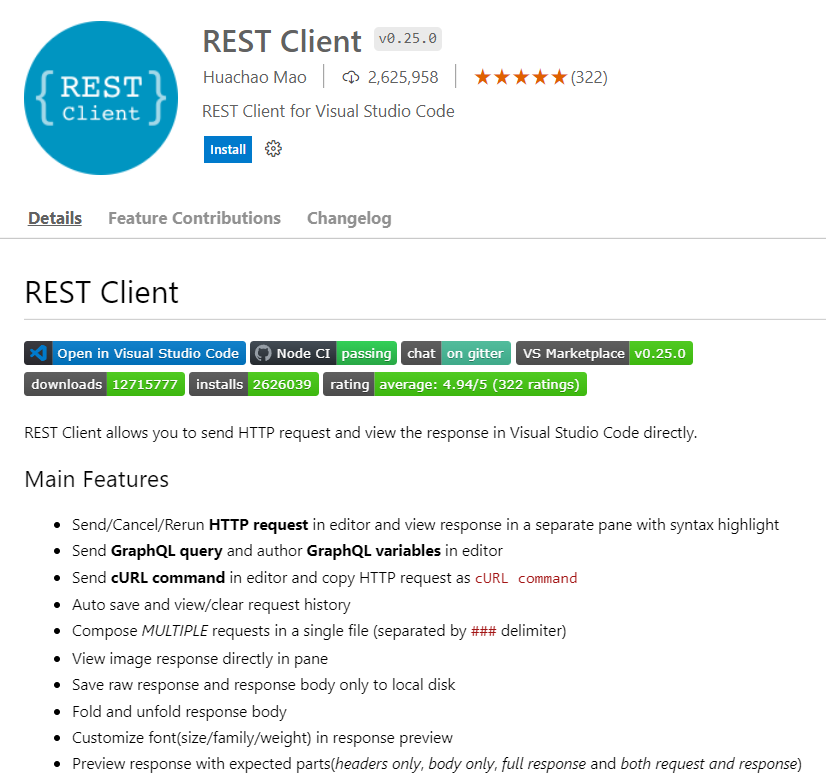 { REST Client }
REST Client v0.25.0
Huachao Mao 2,625,958 ★★★★★(322)
REST Client for Visual Studio Code
Install
Details Feature Contributions Changelog
REST Client
Open in Visual Studio Code Node CI passing chat on gitter VS Marketplace v0.25.0
downloads 12715777 installs 2626039 rating average: 4.94/5 (322 ratings)
REST Client allows you to send HTTP request and view the response in Visual Studio Code directly.
Main Features
• Send/Cancel/Rerun HTTP request in editor and view response in a separate pane with syntax highlight
• Send GraphQL query and author GraphQL variables in editor
• Send cURL command in editor and copy HTTP request as cURL command
• Auto save and view/clear request history
• Compose MULTIPLE requests in a single file (separated by ### delimiter)
• View image response directly in pane
• Save raw response and response body only to local disk
• Fold and unfold response body
• Customize font(size/family/weight) in response preview
• Preview response with expected parts(headers only, body only, full response and both request and response)